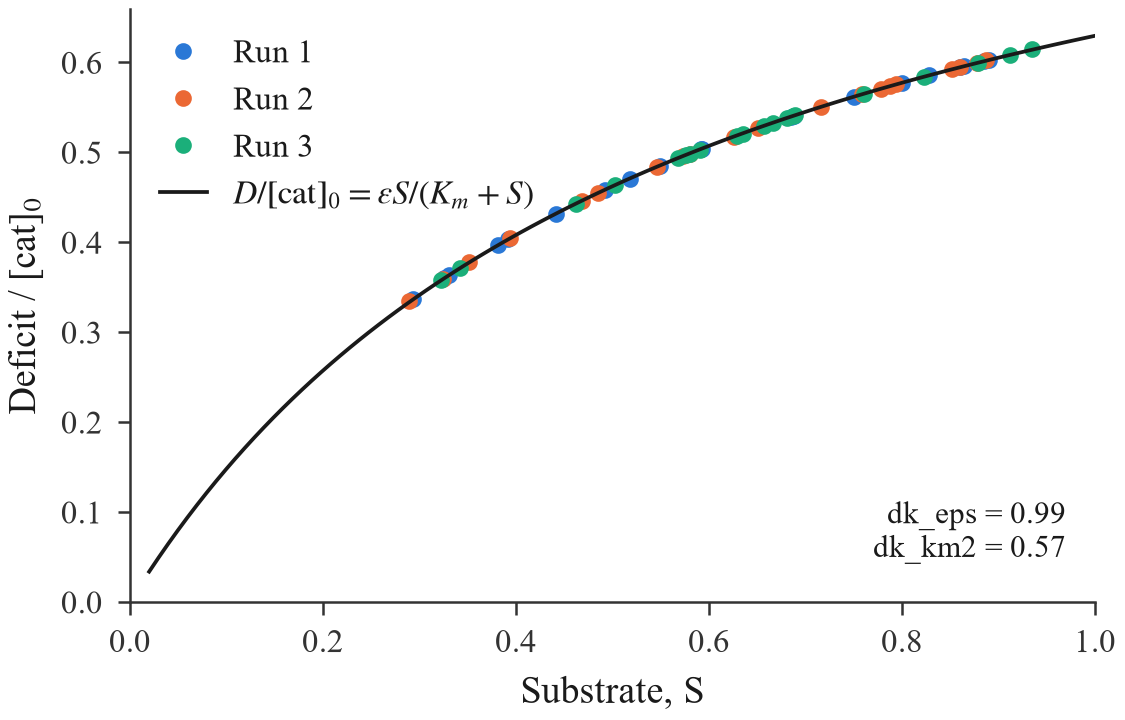 Run 1
Run 2
Run 3
D/[cat]₀ = εS/(Kₘ + S)
0.6
0.5
0.4
0.3
0.2
0.1
0.0
Deficit / [cat]₀
dk_eps = 0.99
dk_km2 = 0.57
0.0 0.2 0.4 0.6 0.8 1.0
Substrate, S